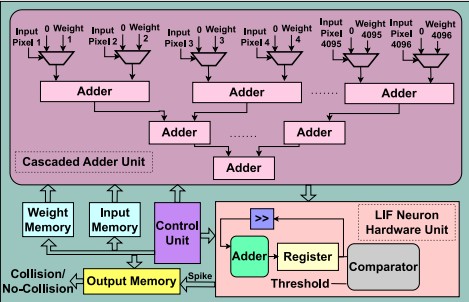 Input Pixel 1 0 Weight 1
Input Pixel 2 0 Weight 2
Input Pixel 3 0 Weight 3
Input Pixel 4 0 Weight 4
Input Pixel 4095 0 Weight 4095
Input Pixel 4096 0 Weight 4096
Adder Adder ....... Adder
Adder ....... Adder
Adder
Cascaded Adder Unit
Weight Memory
Input Memory
Control Unit
>>
LIF Neuron Hardware Unit
Adder
Register
Comparator
Threshold
Spike
Output Memory
Collision/
No-Collision